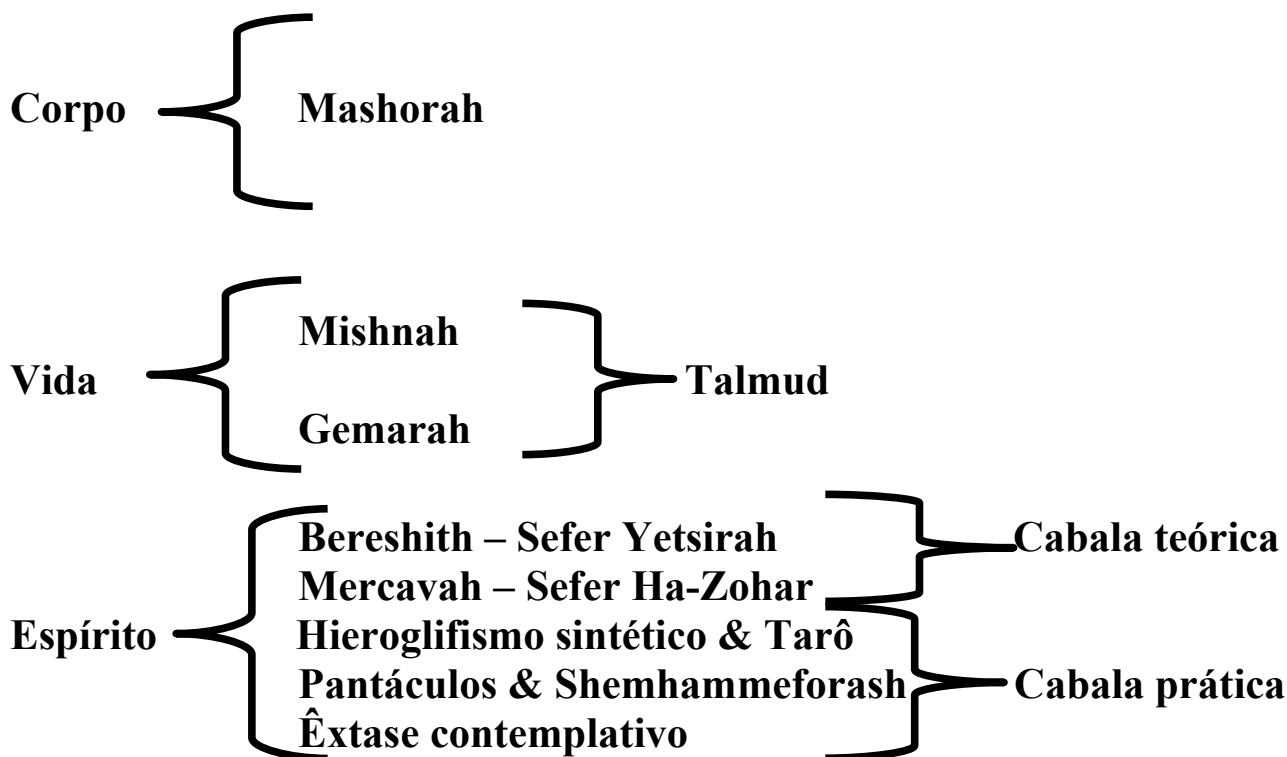 Corpo
Mashorah
Mishnah
Vida
Talmud
Gemarah
Bereshith – Sefer Yetsirah
Cabala teórica
Mercavah – Sefer Ha-Zohar
Espírito
Hieroglifismo sintético & Tarô
Pantáculos & Shemhammeforash
Cabala prática
Êxtase contemplativo